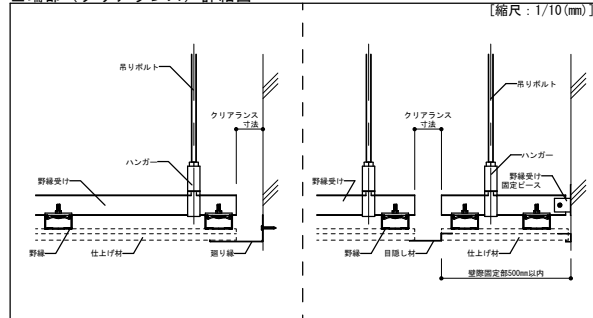 [縮尺：1/10(mm)]
吊りボルト
クリアランス
寸法
ハンガー
野縁受け
野縁
仕上げ材
廻り縁
吊りボルト
クリアランス
寸法
ハンガー
野縁受け
野縁受け
固定ピース
野縁
目隠し材
仕上げ材
壁際固定部500mm以内